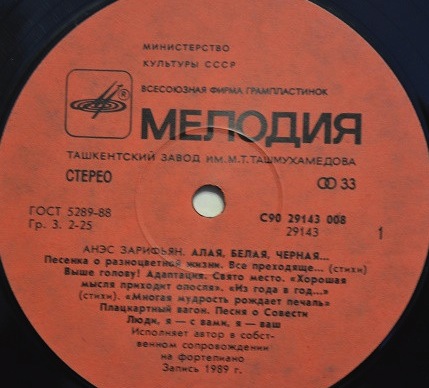 МИНИСТЕРСТВО
КУЛЬТУРЫ СССР
ВСЕСОЮЗНАЯ ФИРМА ГРАМПЛАСТИНОК
®
МЕЛОДИЯ
ТАШКЕНТСКИЙ ЗАВОД ИМ. М.Т. ТАШМУХАМЕДОВА
СТЕРЕО
33
ГОСТ 5289-88
Гр. 3. 2-25
С90 29143 008
29143
1
АНЭС ЗАРИФЬЯН. АЛАЯ, БЕЛАЯ, ЧЕРНАЯ...
Песенка о разноцветной жизни. Все преходяще... (стихи)
Выше голову! Адаптация. Свято место. «Хорошая
мысля приходит опосля». «Из года в год...»
(стихи). «Многая мудрость рождает печаль»
Плацкартный вагон. Песня о Совести
Люди, я — с вами, я — ваш
Исполняет автор в собст-
венном сопровождении
на фортепиано
Запись 1989 г.